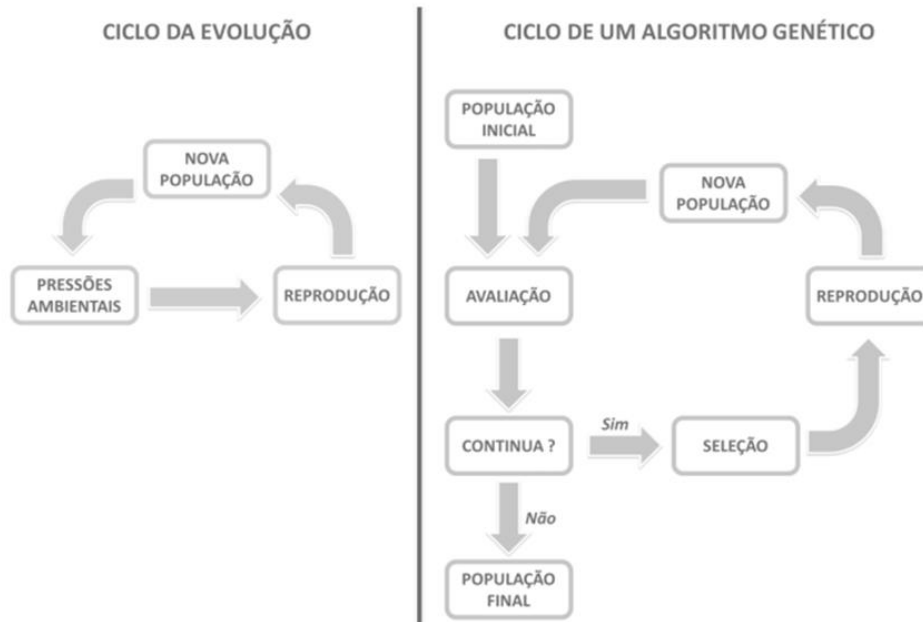 CICLO DA EVOLUÇÃO
NOVA
POPULAÇÃO
PRESSÕES
AMBIENTAIS
REPRODUÇÃO
CICLO DE UM ALGORITMO GENÉTICO
POPULAÇÃO
INICIAL
NOVA
POPULAÇÃO
AVALIAÇÃO
REPRODUÇÃO
CONTINUA ?
Sim
SELEÇÃO
Não
POPULAÇÃO
FINAL